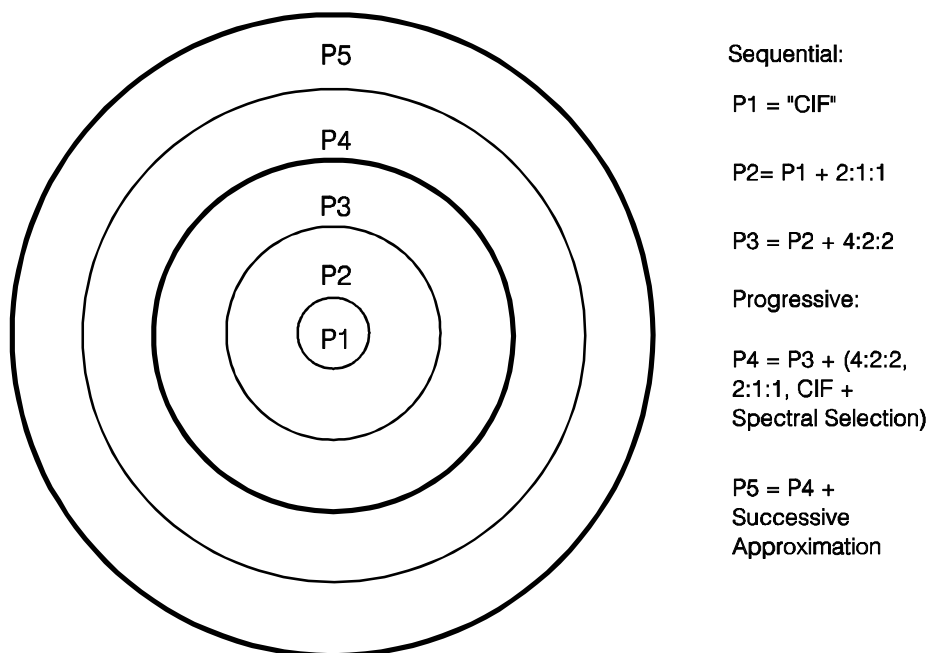 P5
P4
P3
P2
P1
Sequential:
P1 = "CIF"
P2= P1 + 2:1:1
P3 = P2 + 4:2:2
Progressive:
P4 = P3 + (4:2:2,
2:1:1, CIF +
Spectral Selection)
P5 = P4 +
Successive
Approximation